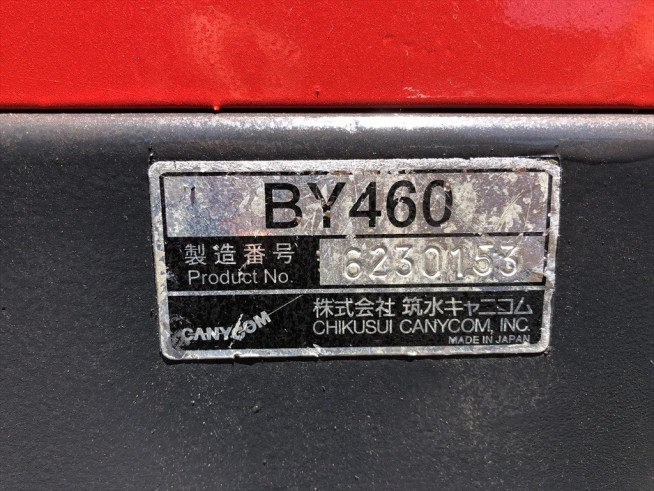 BY460
製造番号
Product No.
6230153
CANYCOM
株式会社 筑水キャニコム
CHIKUSUI CANYCOM, INC.
MADE IN JAPAN